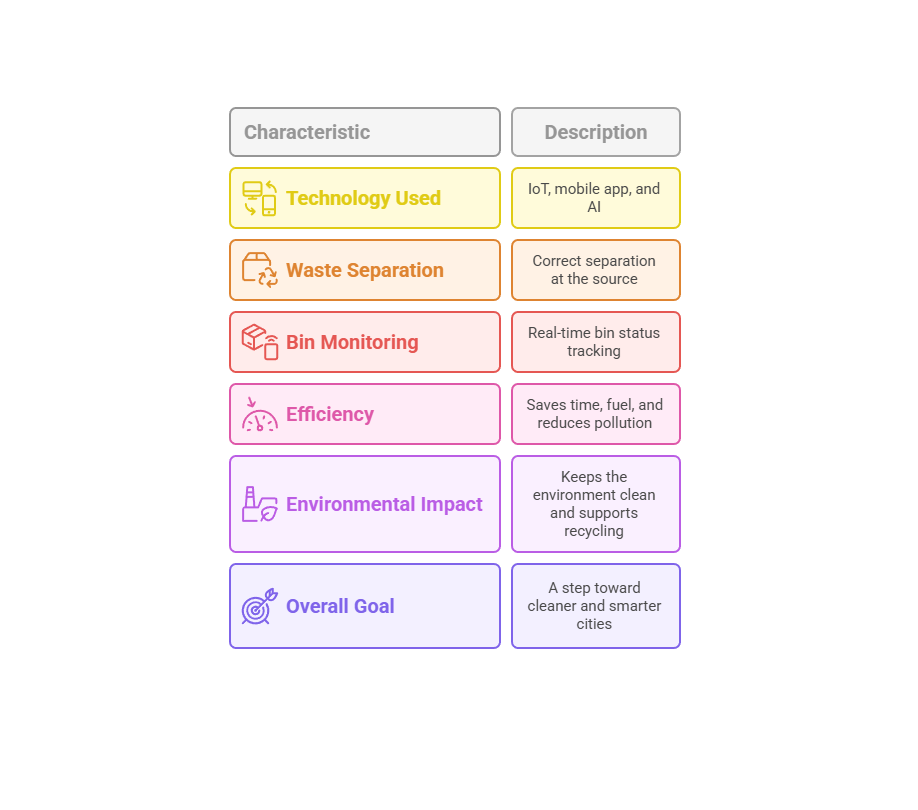 Characteristic
Description
Technology Used
IoT, mobile app, and
AI
Waste Separation
Correct separation
at the source
Bin Monitoring
Real-time bin status
tracking
Efficiency
Saves time, fuel, and
reduces pollution
Environmental Impact
Keeps the
environment clean
and supports
recycling
Overall Goal
A step toward
cleaner and smarter
cities